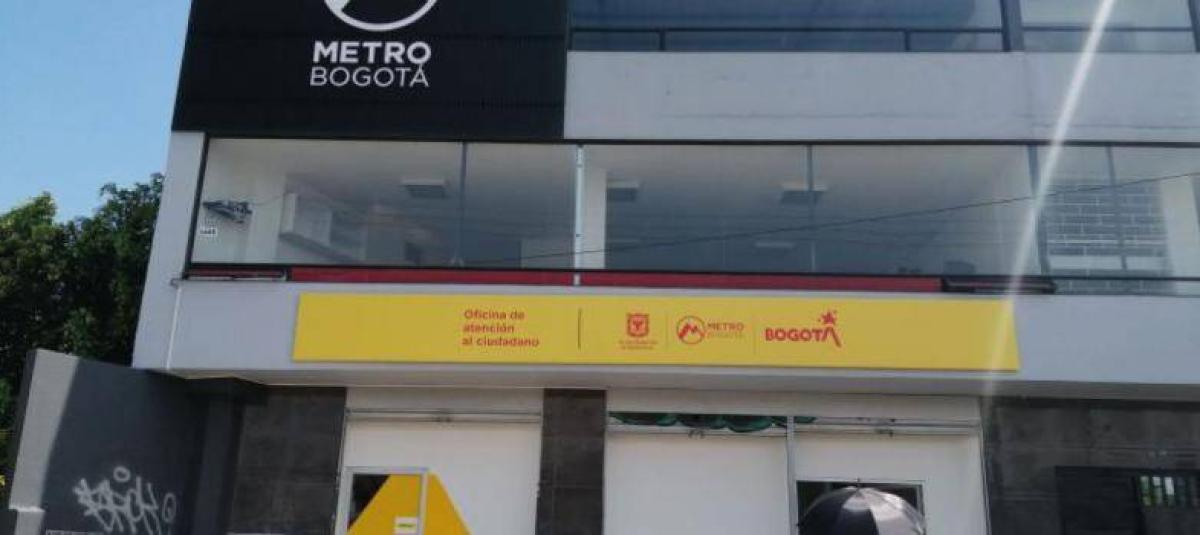 METRO
BOGOTÁ
Oficina de
atención
al ciudadano
METRO
BOGOTÁ